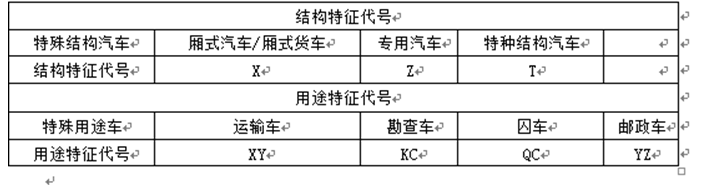 结构特征代号
特殊结构汽车 厢式汽车/厢式货车 专用汽车 特种结构汽车
结构特征代号 X Z T
用途特征代号
特殊用途车 运输车 勘查车 囚车 邮政车
用途特征代号 XY KC QC YZ